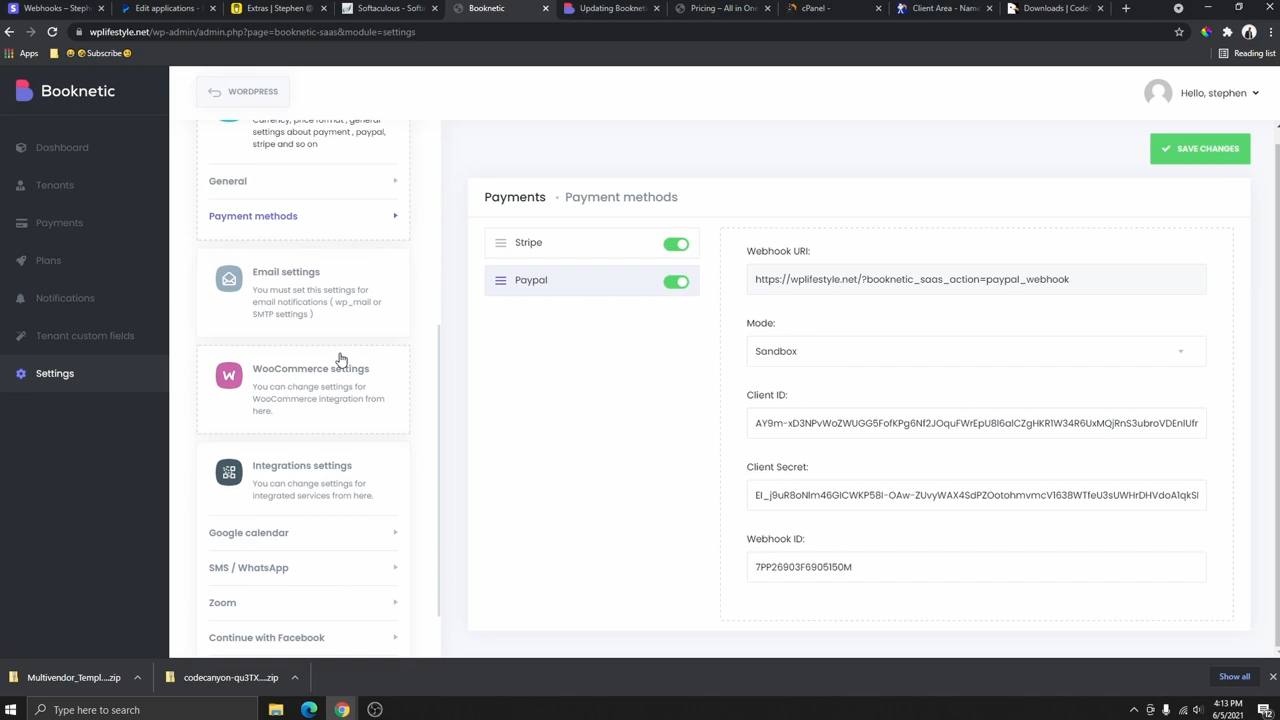 Webhooks – Step
Edit applications -
Extras | Stephen @
Softaculous - Softa
Booknetic
Updating Booknet
Pricing – All in One
cPanel -
Client Area - Name
Downloads | Code
wplifestyle.net/wp-admin/admin.php?page=booknetic-saas&module=settings
Apps
Subscribe
Reading list
Booknetic
WORDPRESS
Hello, stephen
Dashboard
Tenants
Payments
Plans
Notifications
Tenant custom fields
Settings
Currency, price format , general
settings about payment , paypal,
stripe and so on
General
Payment methods
Email settings
You must set this settings for
email notifications ( wp_mail or
SMTP settings )
WooCommerce settings
You can change settings for
WooCommerce integration from
here.
Integrations settings
You can change settings for
integrated services from here.
Google calendar
SMS / WhatsApp
Zoom
Continue with Facebook
SAVE CHANGES
Payments · Payment methods
Stripe
Paypal
Webhook URI:
https://wplifestyle.net/?booknetic_saas_action=paypal_webhook
Mode:
Sandbox
Client ID:
Client Secret:
Webhook ID:
7PP26903F6905150M
Multivendor_Templ....zip
codecanyon-qu3TX....zip
Show all
Type here to search
4:13 PM
6/5/2021